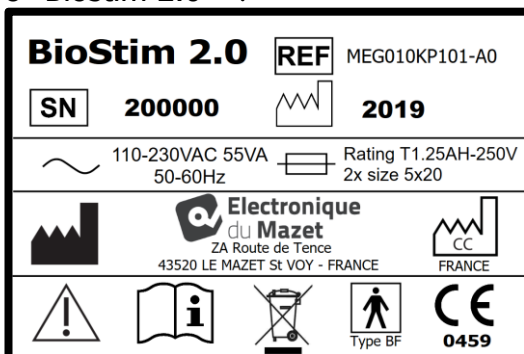 BioStim 2.0 REF MEG010KP101-A0
SN 200000 2019
110-230VAC 55VA Rating T1.25AH-250V
50-60Hz 2x size 5x20
Electronique
du Mazet
ZA Route de Tence
43520 LE MAZET St VOY - FRANCE
CC
FRANCE
i
Type BF
CE
0459